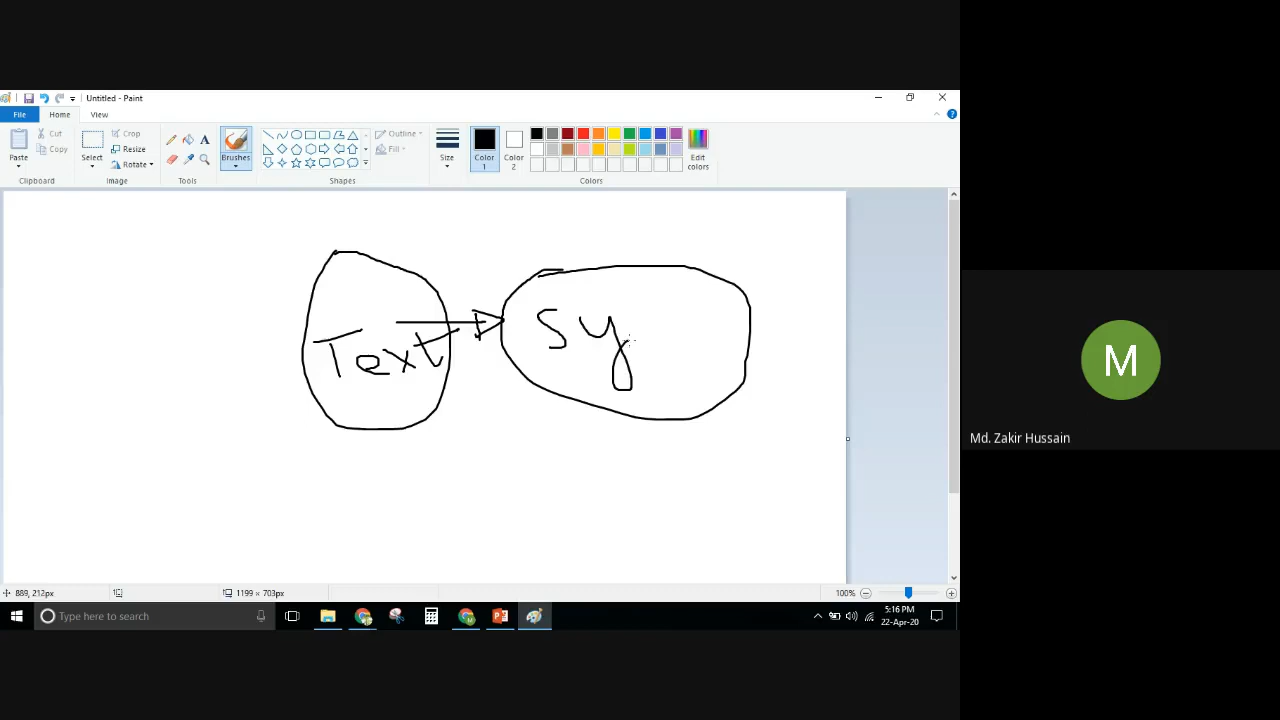 Untitled - Paint
File Home View
Paste
Cut
Copy
Clipboard
Select
Crop
Resize
Rotate
Image
Tools
Brushes
Shapes
Outline
Fill
Size
Color 1
Color 2
Colors
Edit colors
Text
sy
889, 212px
1199 × 703px
100%
Type here to search
5:16 PM
22-Apr-20
M
Md. Zakir Hussain